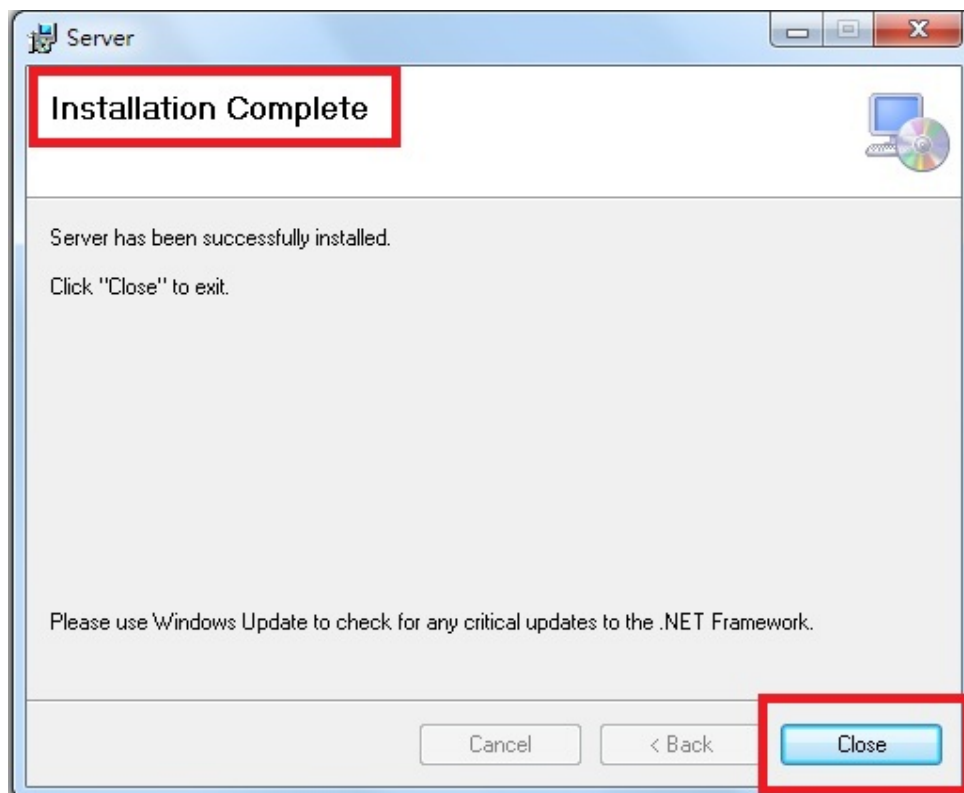 Server
Installation Complete
Server has been successfully installed.
Click "Close" to exit.
Please use Windows Update to check for any critical updates to the .NET Framework.
Cancel
< Back
Close